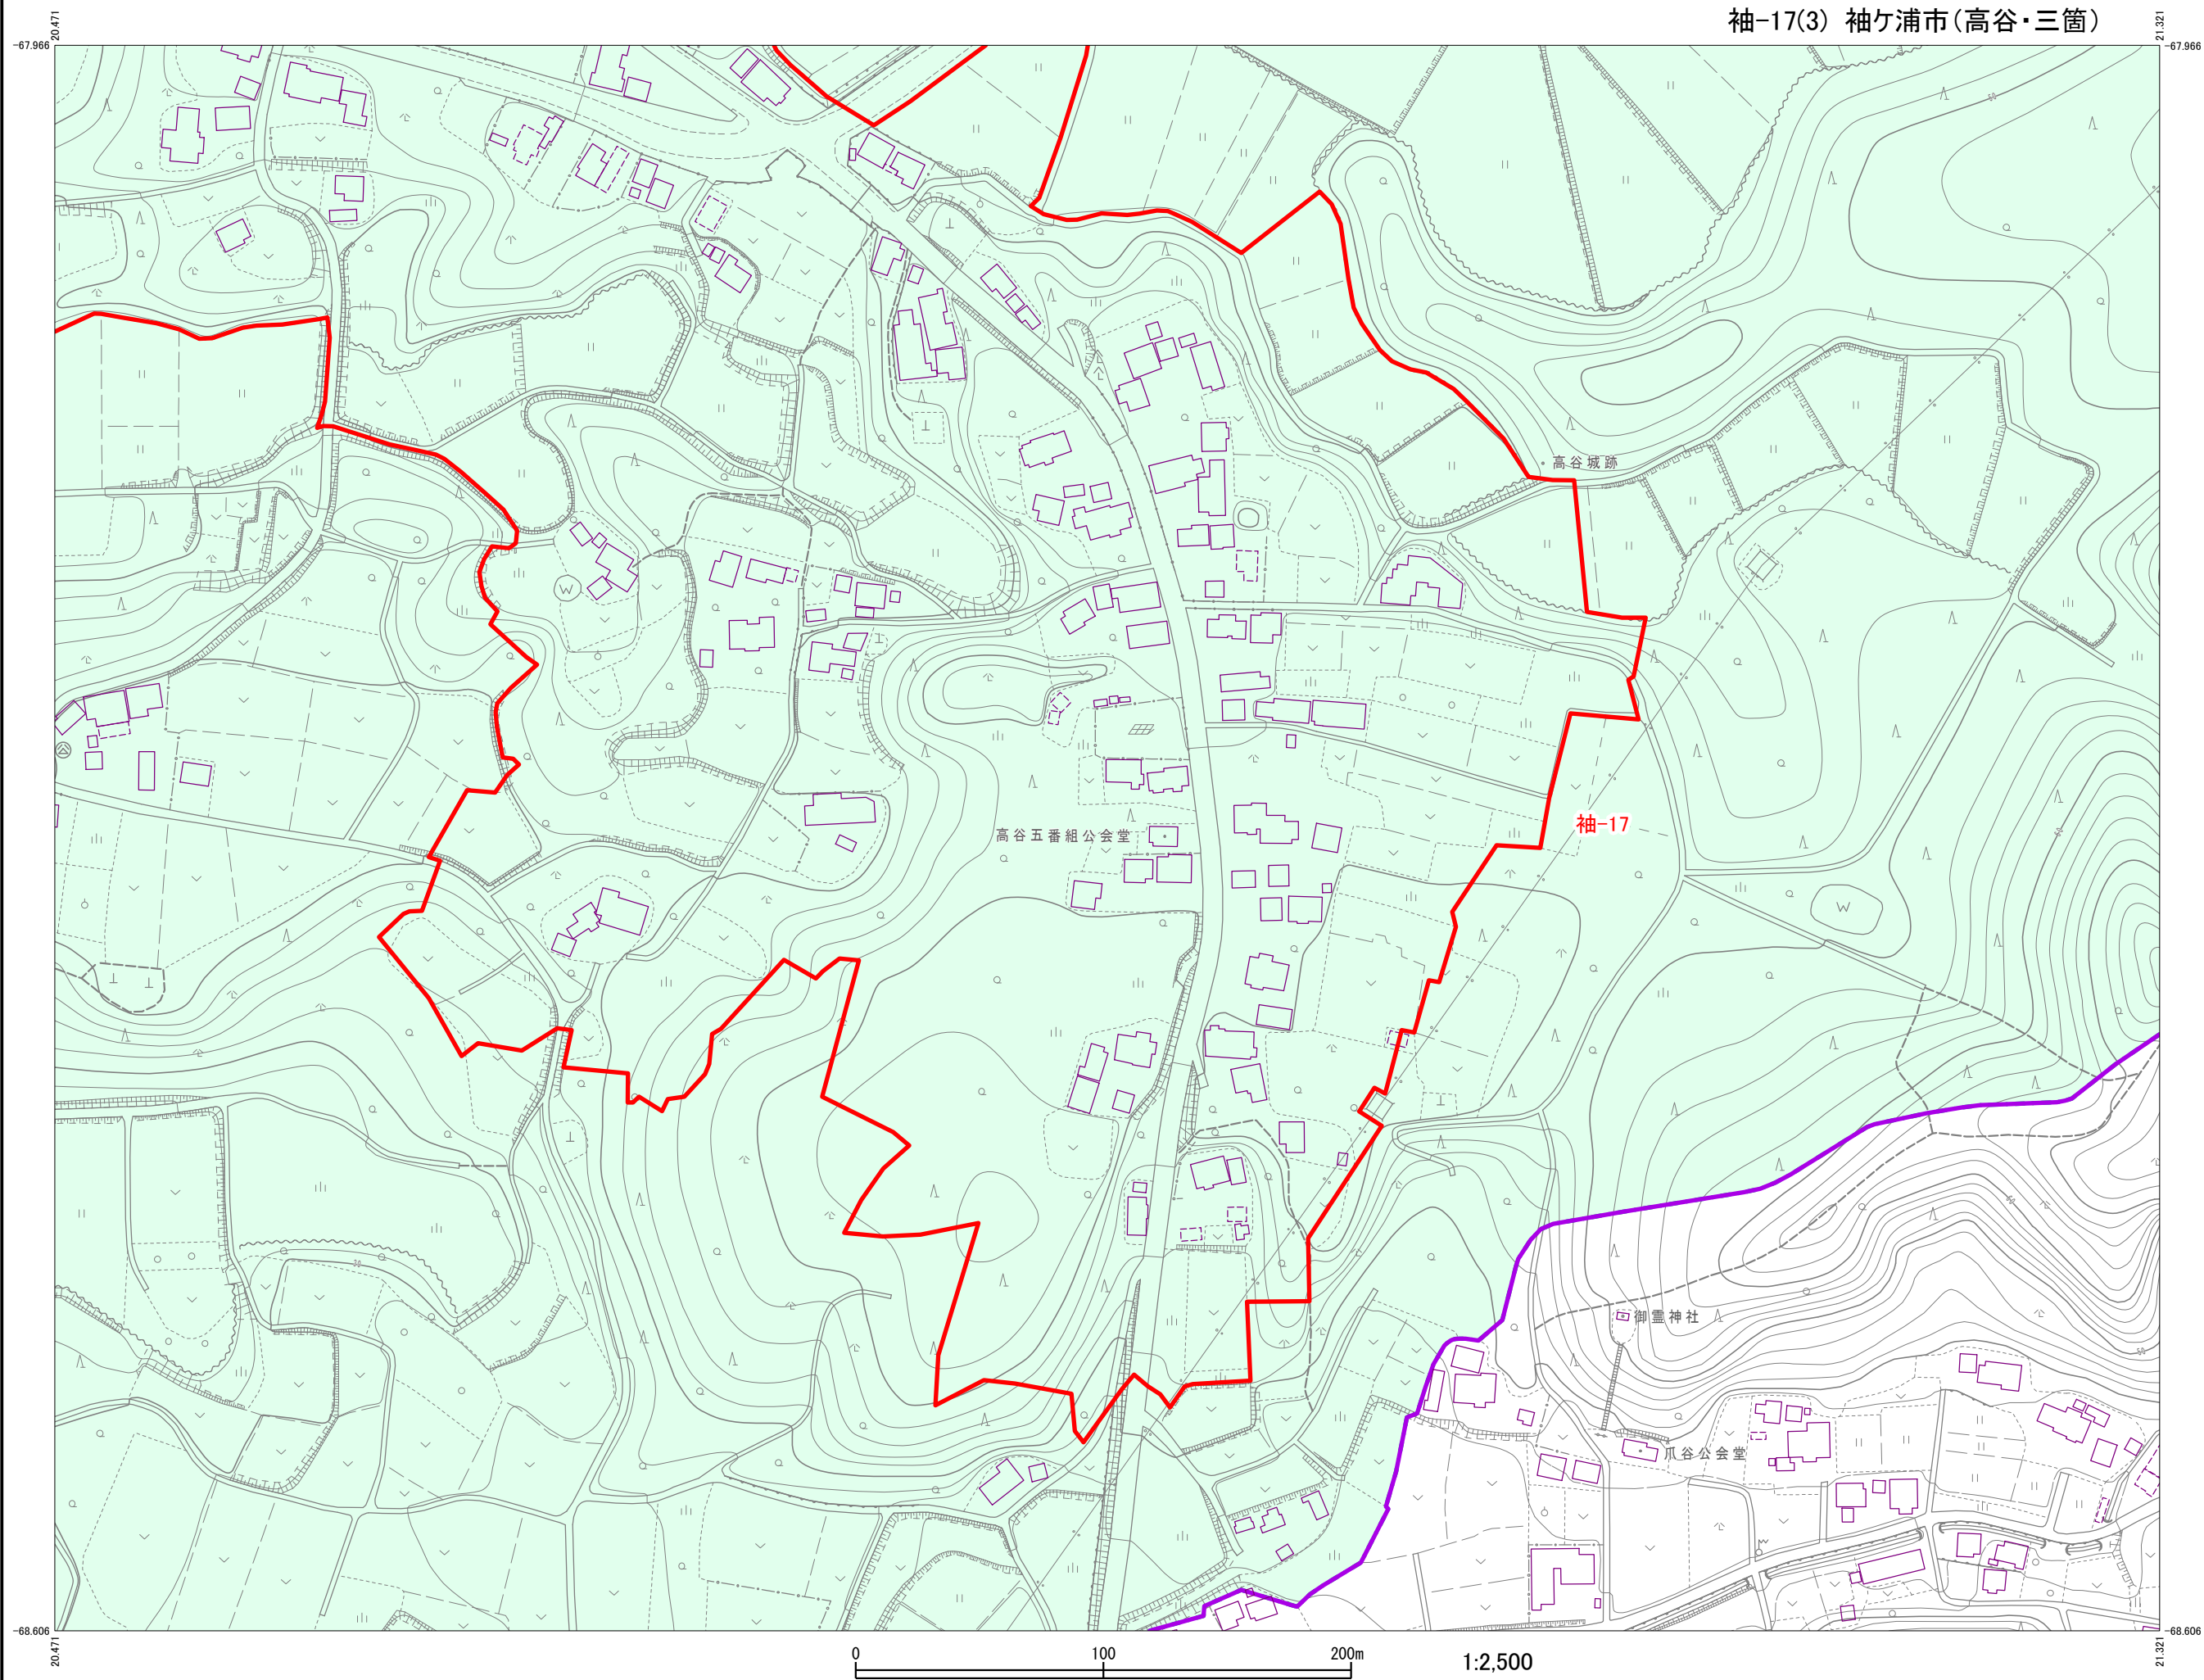 袖-17(3) 袖ケ浦市(高谷・三箇)
20.471
21.321
-67.966
-67.966
高谷城跡
袖-17
高谷五番組公会堂
御霊神社
爪谷公会堂
-68.606
-68.606
20.471
21.321
0 100 200m
1:2,500